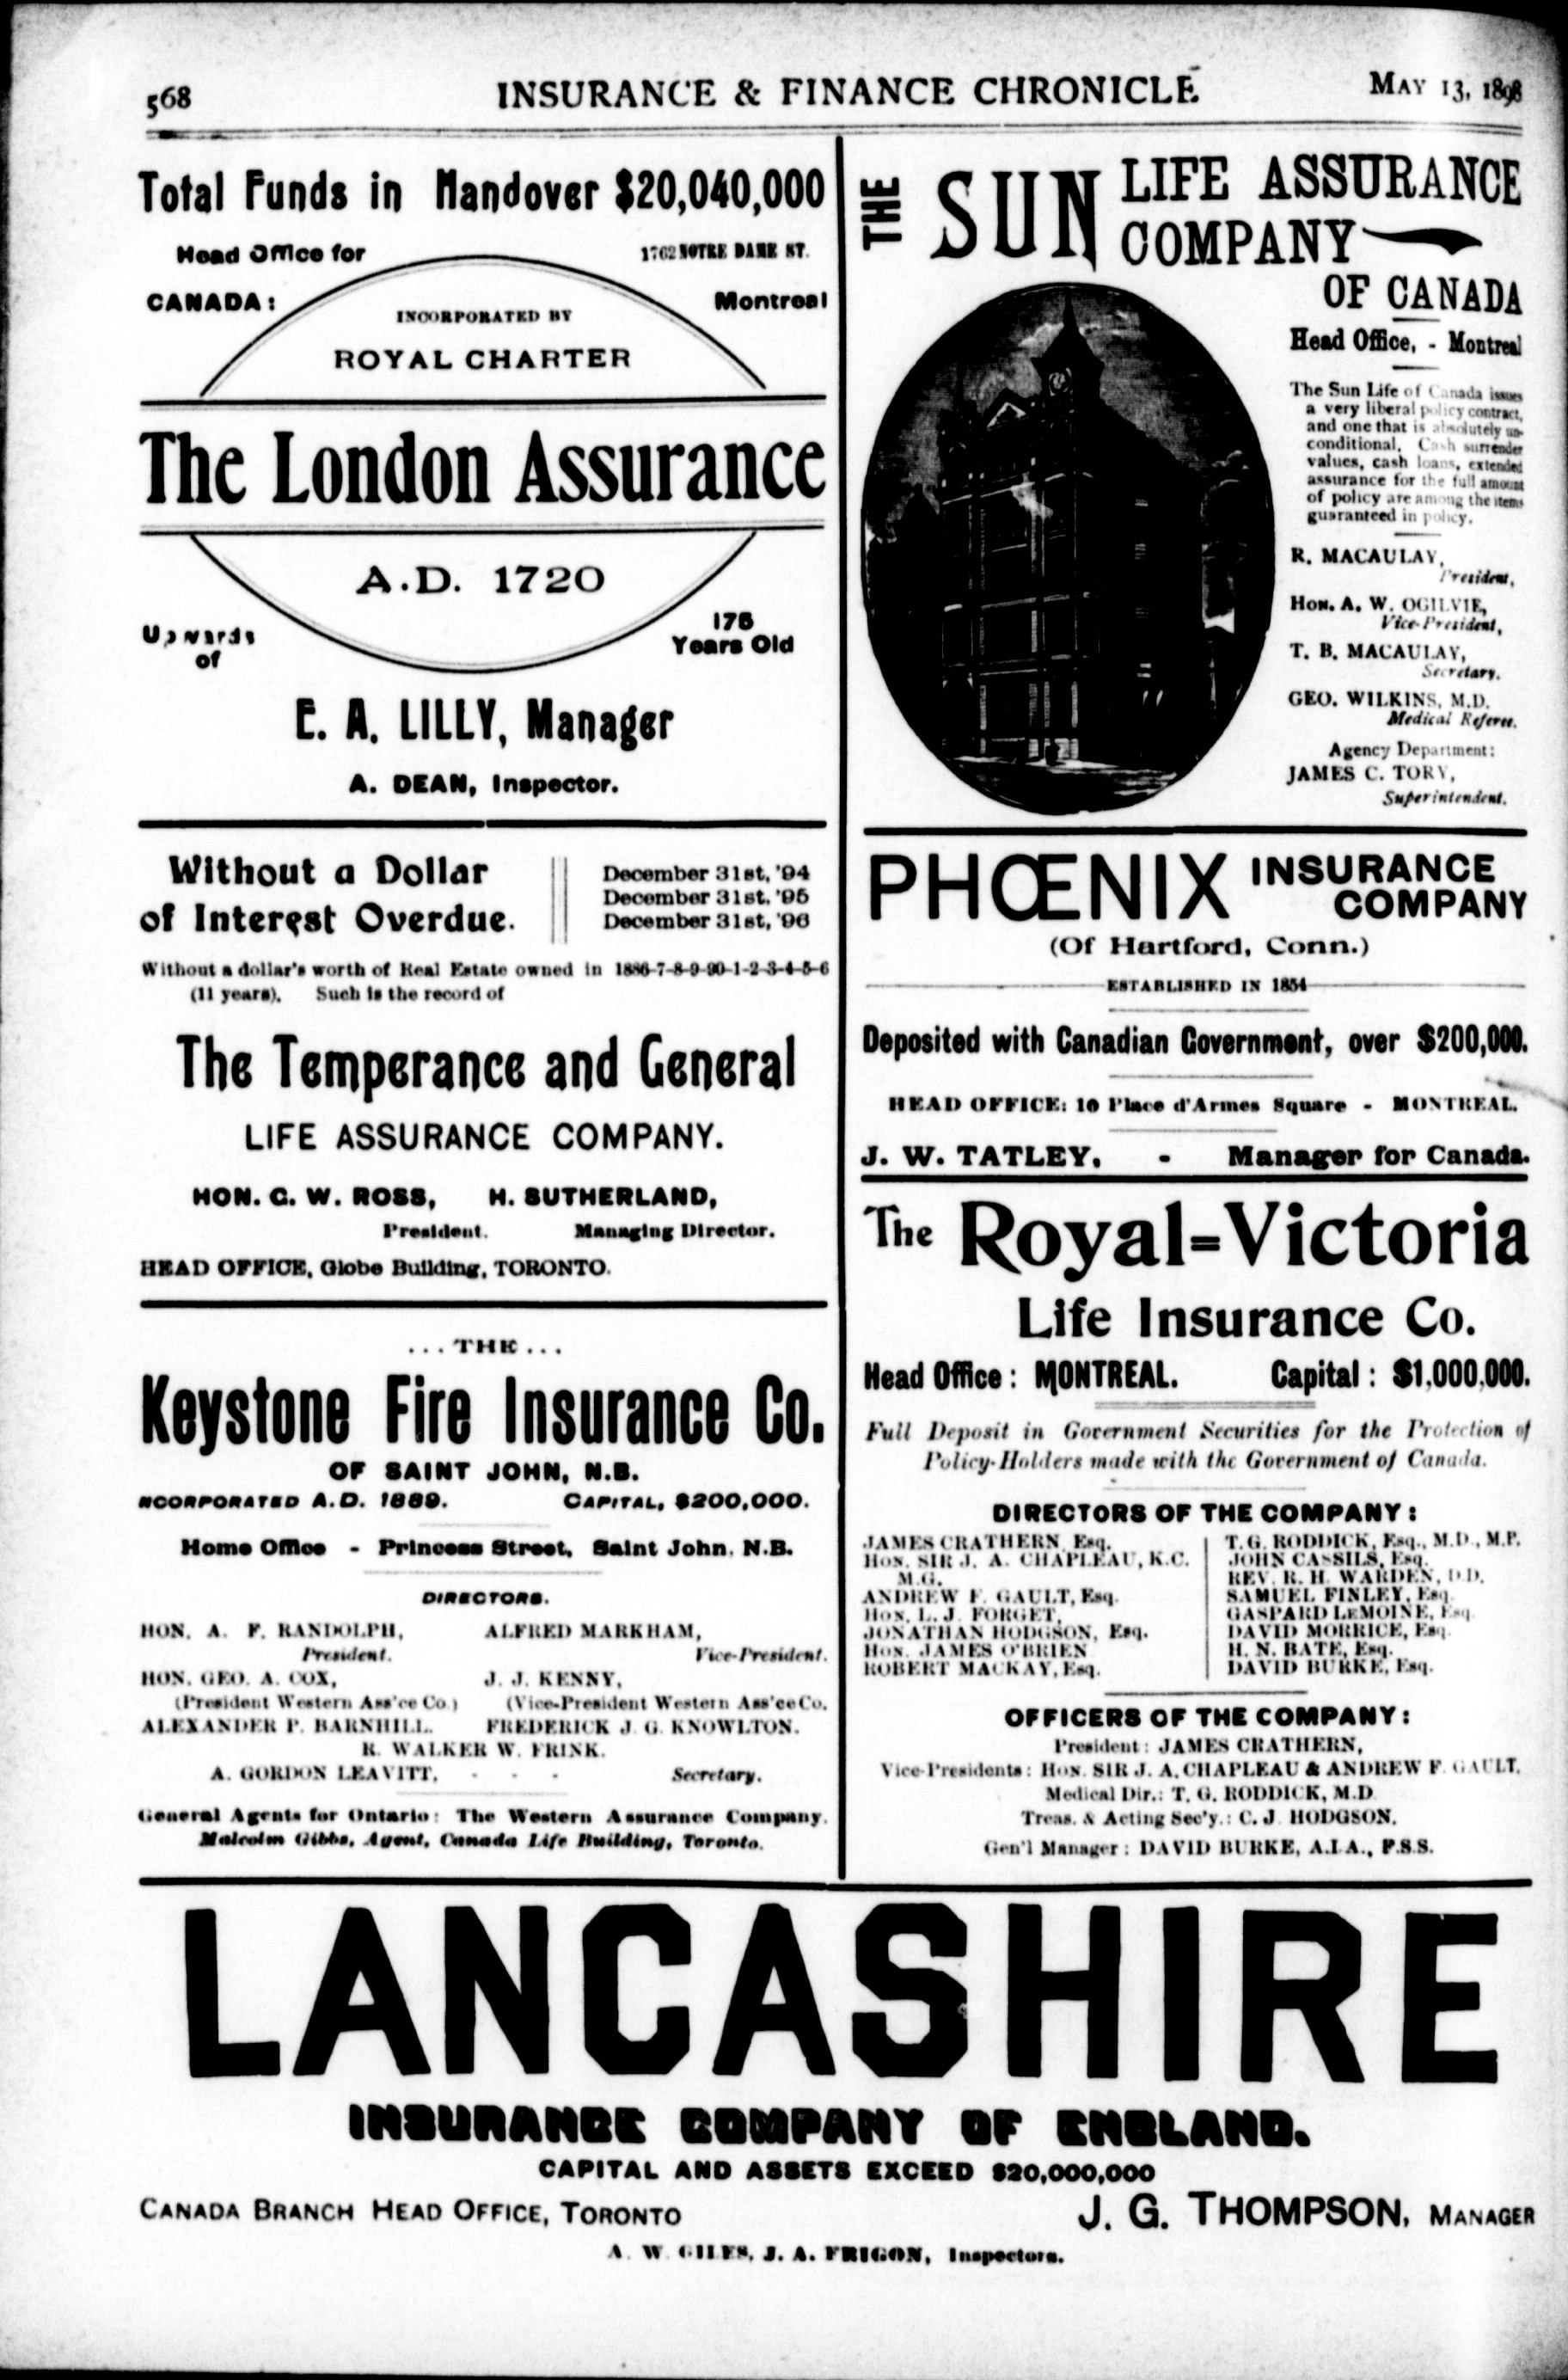 568
INSURANCE & FINANCE CHRONICLE
MAY 13, 1898
Total Funds in Handover $20,040,000
Head Office for
1762 NOTRE DAME ST.
CANADA:
Montreal
INCORPORATED BY
ROYAL CHARTER
The London Assurance
A.D. 1720
Upwards
of
175
Years Old
E. A. LILLY, Manager
A. DEAN, Inspector.
Without a Dollar
of Interest Overdue.
December 31st, '94
December 31st, '95
December 31st, '96
Without a dollar's worth of Real Estate owned in 1886-7-8-9-90-1-2-3-4-5-6
(11 years). Such is the record of
The Temperance and General
LIFE ASSURANCE COMPANY.
HON. G. W. ROSS, H. SUTHERLAND,
President. Managing Director.
HEAD OFFICE, Globe Building, TORONTO.
... THE ...
Keystone Fire Insurance Co.
OF SAINT JOHN, N.B.
NCORPORATED A.D. 1889. CAPITAL, $200,000.
Home Office - Princess Street, Saint John, N.B.
DIRECTORS.
HON. A. F. RANDOLPH, ALFRED MARKHAM,
President. Vice-President.
HON. GEO. A. COX, J. J. KENNY,
(President Western Ass'ce Co.) (Vice-President Western Ass'ce Co.
ALEXANDER P. BARNHILL. FREDERICK J. G. KNOWLTON.
R. WALKER W. FRINK.
A. GORDON LEAVITT, - - - Secretary.
General Agents for Ontario: The Western Assurance Company.
Malcolm Gibbs, Agent, Canada Life Building, Toronto.
THE SUN LIFE ASSURANCE
COMPANY
OF CANADA
Head Office, - Montreal
The Sun Life of Canada issues
a very liberal policy contract,
and one that is absolutely un-
conditional. Cash surrender
values, cash loans, extended
assurance for the full amount
of policy are among the items
guaranteed in policy.
R. MACAULAY,
President,
HON. A. W. OGILVIE,
Vice-President,
T. B. MACAULAY,
Secretary.
GEO. WILKINS, M.D.
Medical Referee.
Agency Department:
JAMES C. TORY,
Superintendent.
PHŒNIX INSURANCE
COMPANY
(Of Hartford, Conn.)
ESTABLISHED IN 1854
Deposited with Canadian Government, over $200,000.
HEAD OFFICE: 16 Place d'Armes Square - MONTREAL.
J. W. TATLEY, - Manager for Canada.
The Royal=Victoria
Life Insurance Co.
Head Office: MONTREAL. Capital: $1,000,000.
Full Deposit in Government Securities for the Protection of
Policy-Holders made with the Government of Canada.
DIRECTORS OF THE COMPANY:
JAMES CRATHERN, Esq.
HON. SIR J. A. CHAPLEAU, K.C.
M.G.
ANDREW F. GAULT, Esq.
HON. L. J. FORGET,
JONATHAN HODGSON, Esq.
HON. JAMES O'BRIEN
ROBERT MACKAY, Esq.
T. G. RODDICK, Esq., M.D., M.P.
JOHN CASSILS, Esq.
REV. R. H. WARDEN, D.D.
SAMUEL FINLEY, Esq.
GASPARD LEMOINE, Esq.
DAVID MORRICE, Esq.
H. N. BATE, Esq.
DAVID BURKE, Esq.
OFFICERS OF THE COMPANY:
President: JAMES CRATHERN,
Vice-Presidents: HON. SIR J. A. CHAPLEAU & ANDREW F. GAULT.
Medical Dir.: T. G. RODDICK, M.D.
Treas. & Acting Sec'y.: C. J. HODGSON.
Gen'l Manager: DAVID BURKE, A.I.A., F.S.S.
LANCASHIRE
INSURANCE COMPANY OF ENGLAND.
CAPITAL AND ASSETS EXCEED $20,000,000
CANADA BRANCH HEAD OFFICE, TORONTO
J. G. THOMPSON, MANAGER
A. W. GILES, J. A. FRIGON, Inspectors.